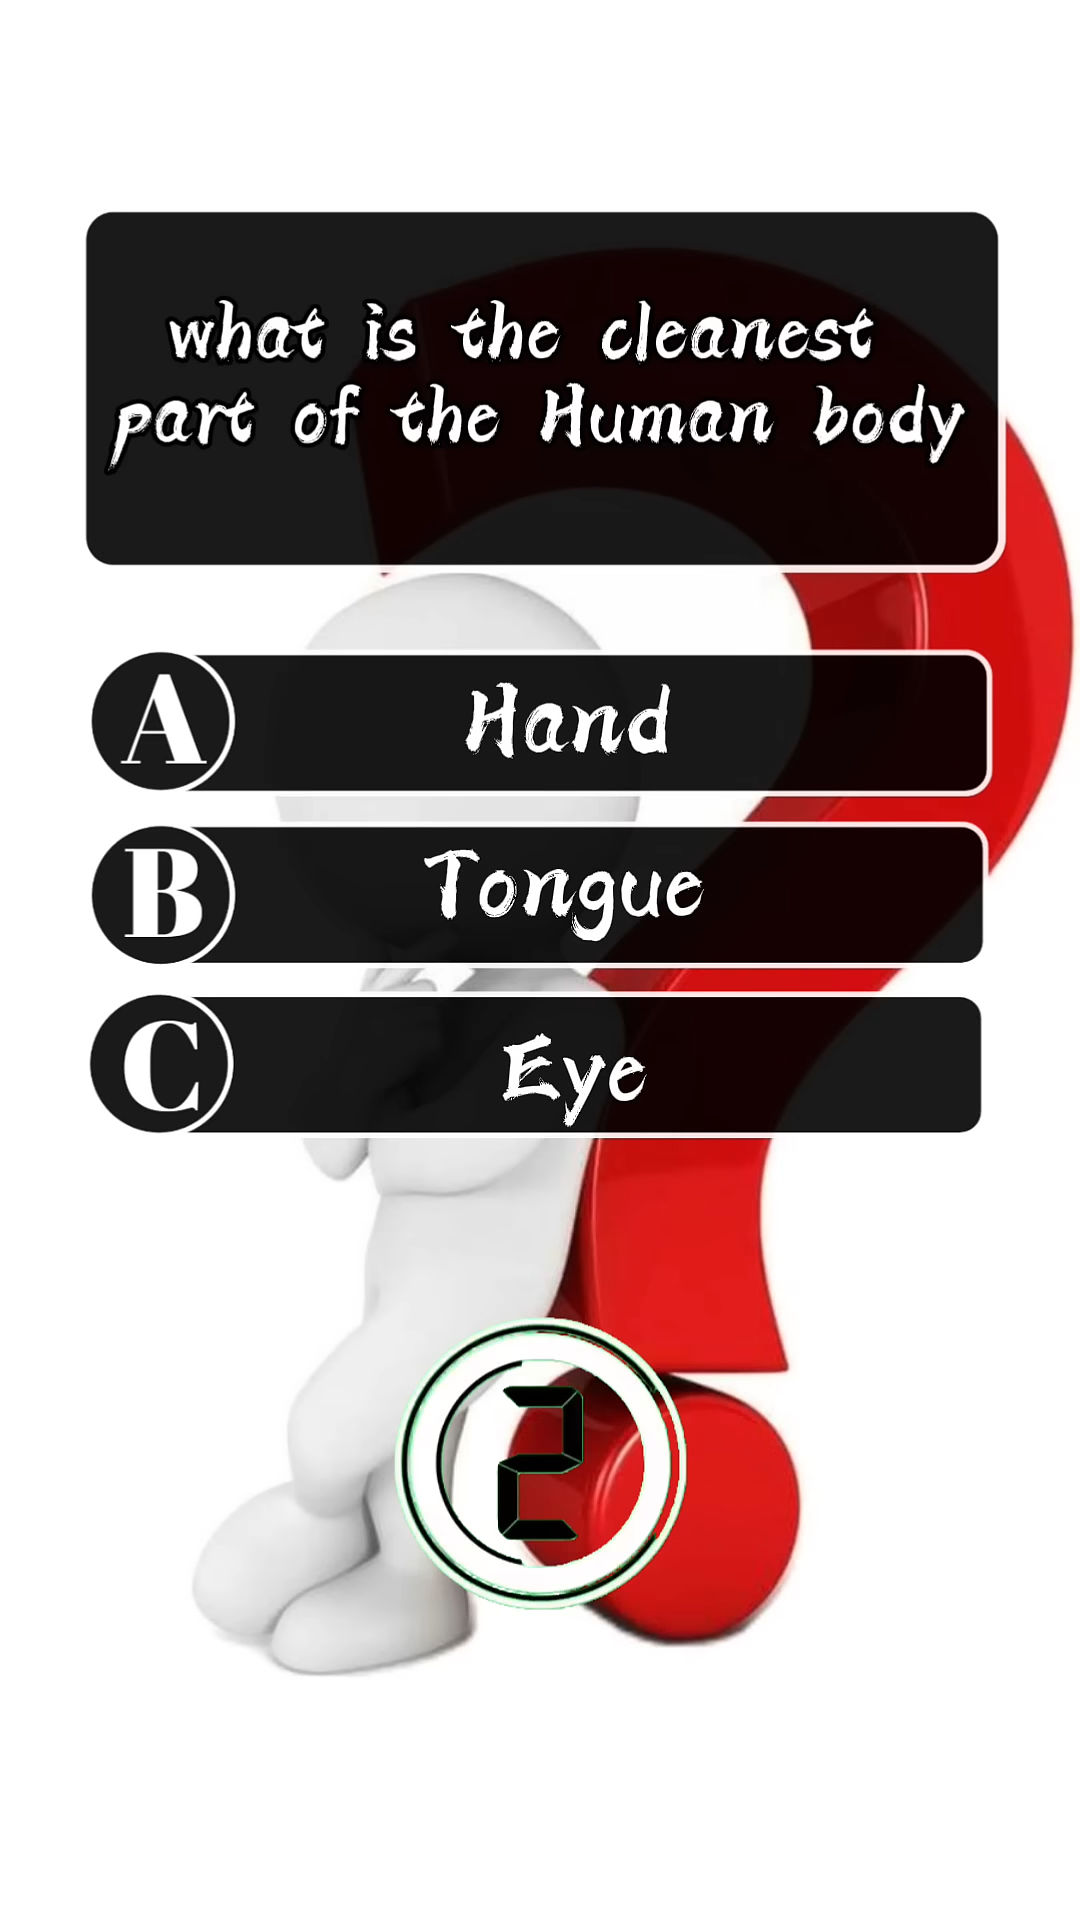 what is the cleanest
part of the Human body
A Hand
B Tongue
C Eye
2